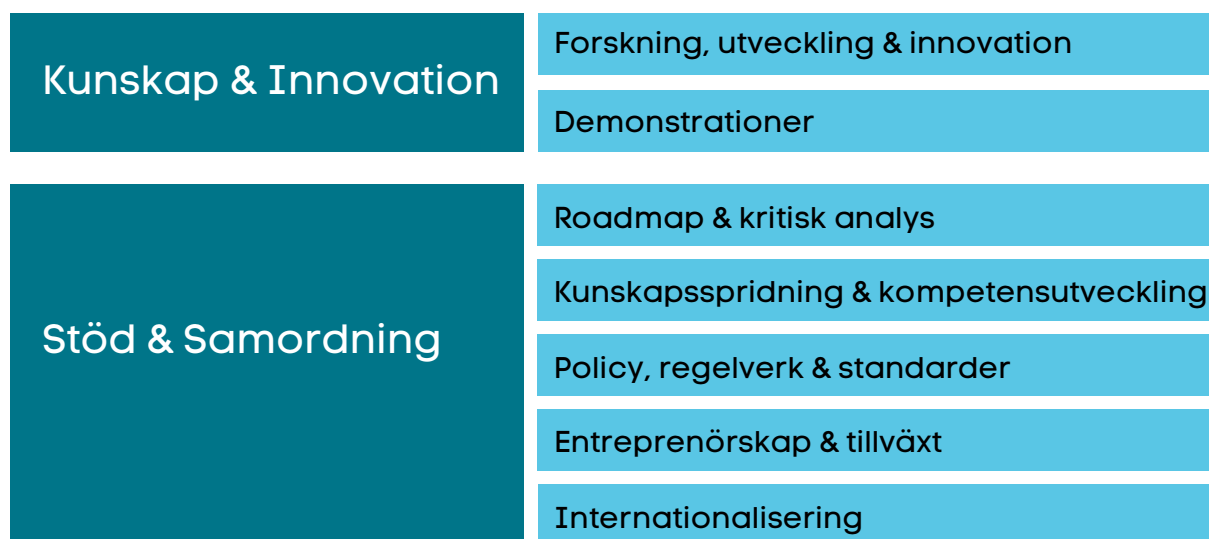 Kunskap & Innovation
Forskning, utveckling & innovation
Demonstrationer
Stöd & Samordning
Roadmap & kritisk analys
Kunskapsspridning & kompetensutveckling
Policy, regelverk & standarder
Entreprenörskap & tillväxt
Internationalisering